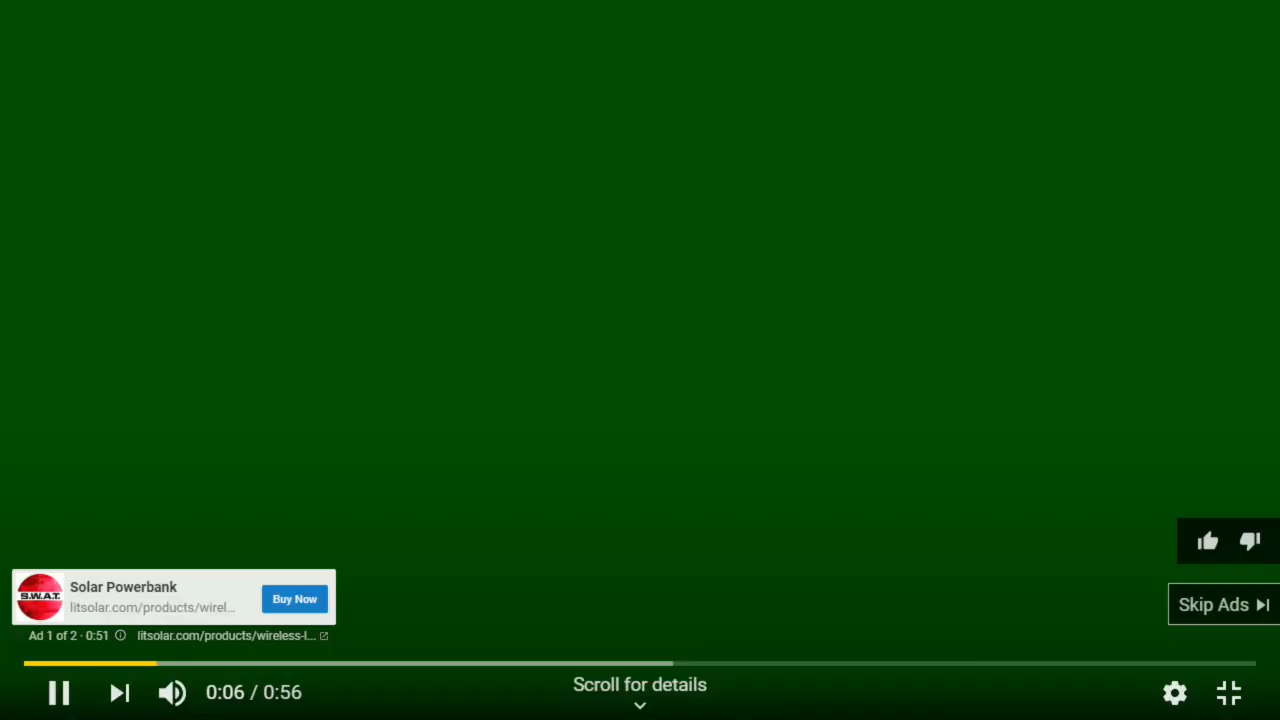 S.W.A.T.
Solar Powerbank
litsolar.com/products/wirel...
Buy Now
Skip Ads
Ad 1 of 2 · 0:51 litsolar.com/products/wireless-l...
Scroll for details
0:06 / 0:56